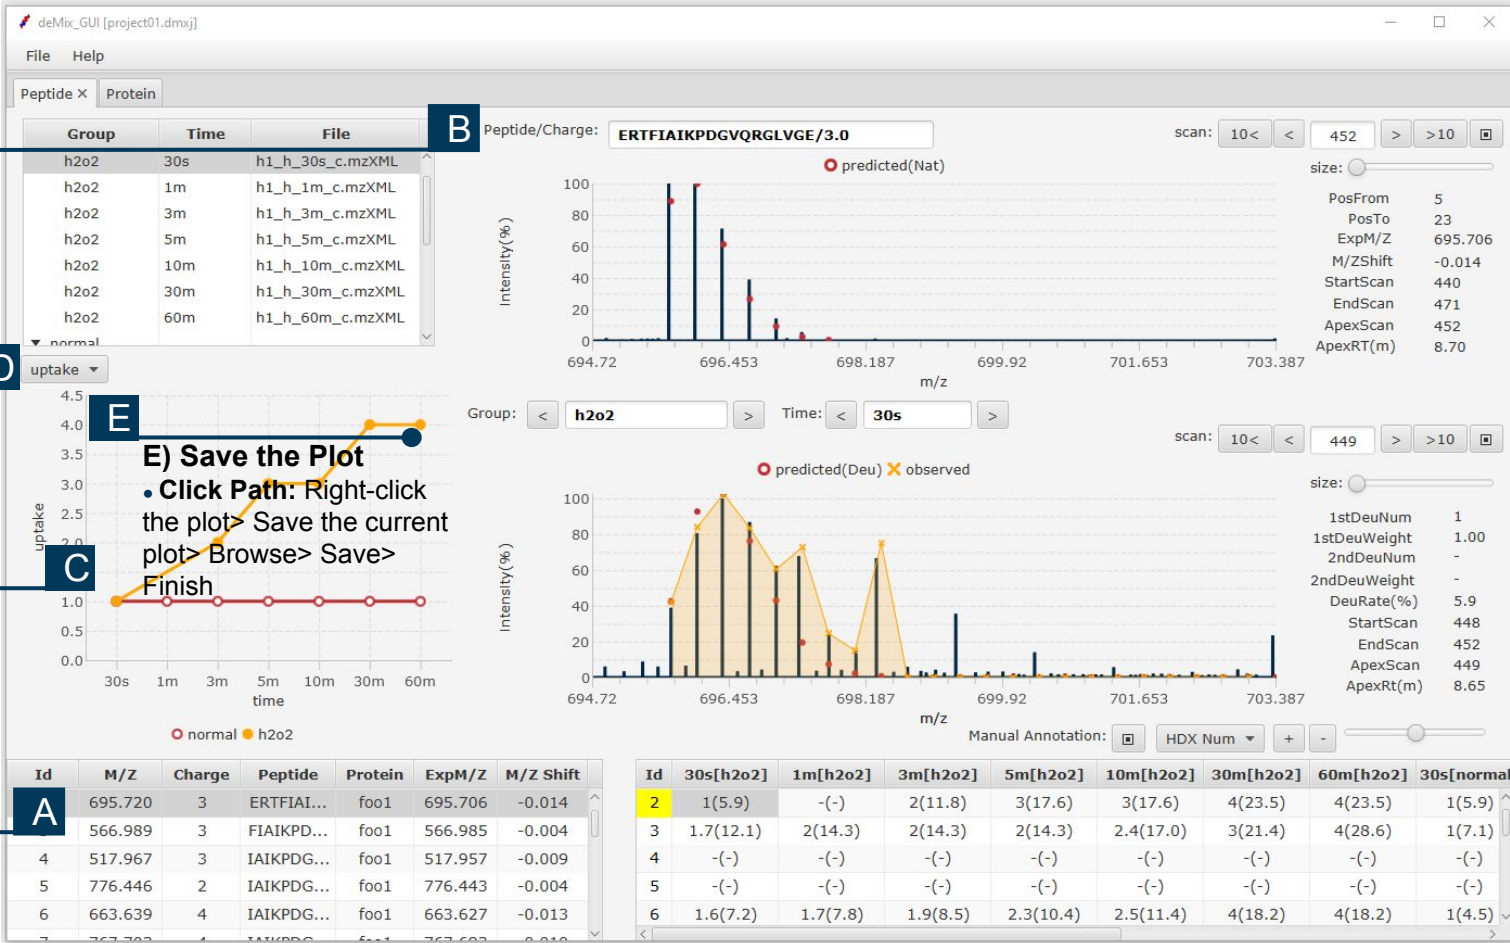 deMix_GUI [project01.dmxj]
File Help
Peptide × Protein
Group Time File
h2o2 30s h1_h_30s_c.mzXML
h2o2 1m h1_h_1m_c.mzXML
h2o2 3m h1_h_3m_c.mzXML
h2o2 5m h1_h_5m_c.mzXML
h2o2 10m h1_h_10m_c.mzXML
h2o2 30m h1_h_30m_c.mzXML
h2o2 60m h1_h_60m_c.mzXML
normal
B
Peptide/Charge: ERTFIAIKPDGVQRGLVGE/3.0
scan: 10< < 452 > >10
predicted(Nat)
size:
Intensity(%)
100
80
60
40
20
0
694.72 696.453 698.187 699.92 701.653 703.387
m/z
PosFrom 5
PosTo 23
ExpM/Z 695.706
M/ZShift -0.014
StartScan 440
EndScan 471
ApexScan 452
ApexRT(m) 8.70
D
uptake
4.5
4.0
3.5
3.0
2.5
2.0
1.0
0.5
0.0
uptake
30s 1m 3m 5m 10m 30m 60m
time
normal h2o2
E
E) Save the Plot
• Click Path: Right-click
the plot> Save the current
plot> Browse> Save>
Finish
C
Group: < h2o2 > Time: < 30s >
scan: 10< < 449 > >10
predicted(Deu) observed
size:
Intensity(%)
100
80
60
40
20
0
694.72 696.453 698.187 699.92 701.653 703.387
m/z
1stDeuNum 1
1stDeuWeight 1.00
2ndDeuNum -
2ndDeuWeight -
DeuRate(%) 5.9
StartScan 448
EndScan 452
ApexScan 449
ApexRt(m) 8.65
Manual Annotation: HDX Num + -
A
Id M/Z Charge Peptide Protein ExpM/Z M/Z Shift
695.720 3 ERTFIAI... foo1 695.706 -0.014
566.989 3 FIAIKPD... foo1 566.985 -0.004
4 517.967 3 IAIKPDG... foo1 517.957 -0.009
5 776.446 2 IAIKPDG... foo1 776.443 -0.004
6 663.639 4 IAIKPDG... foo1 663.627 -0.013
Id 30s[h2o2] 1m[h2o2] 3m[h2o2] 5m[h2o2] 10m[h2o2] 30m[h2o2] 60m[h2o2] 30s[normal
2 1(5.9) -(-) 2(11.8) 3(17.6) 3(17.6) 4(23.5) 4(23.5) 1(5.9)
3 1.7(12.1) 2(14.3) 2(14.3) 2(14.3) 2.4(17.0) 3(21.4) 4(28.6) 1(7.1)
4 -(-) -(-) -(-) -(-) -(-) -(-) -(-) -(-)
5 -(-) -(-) -(-) -(-) -(-) -(-) -(-) -(-)
6 1.6(7.2) 1.7(7.8) 1.9(8.5) 2.3(10.4) 2.5(11.4) 4(18.2) 4(18.2) 1(4.5)